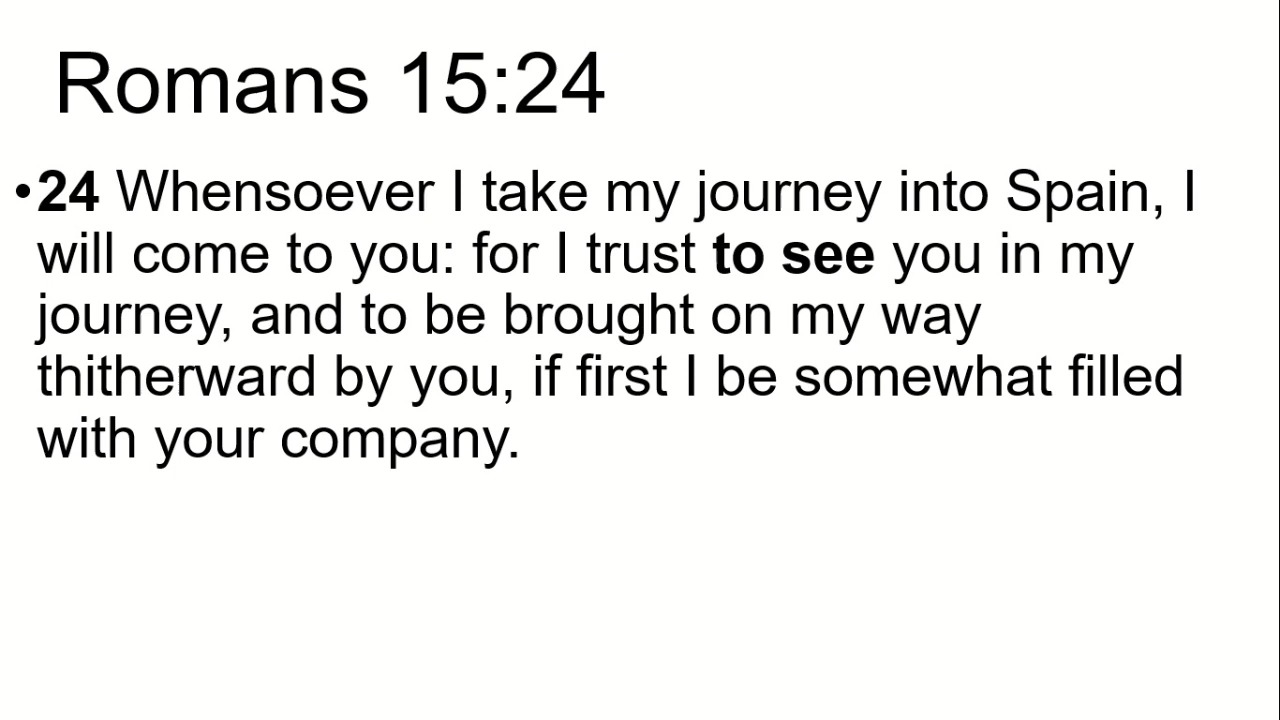 Romans 15:24
•24 Whensoever I take my journey into Spain, I
will come to you: for I trust to see you in my
journey, and to be brought on my way
thitherward by you, if first I be somewhat filled
with your company.